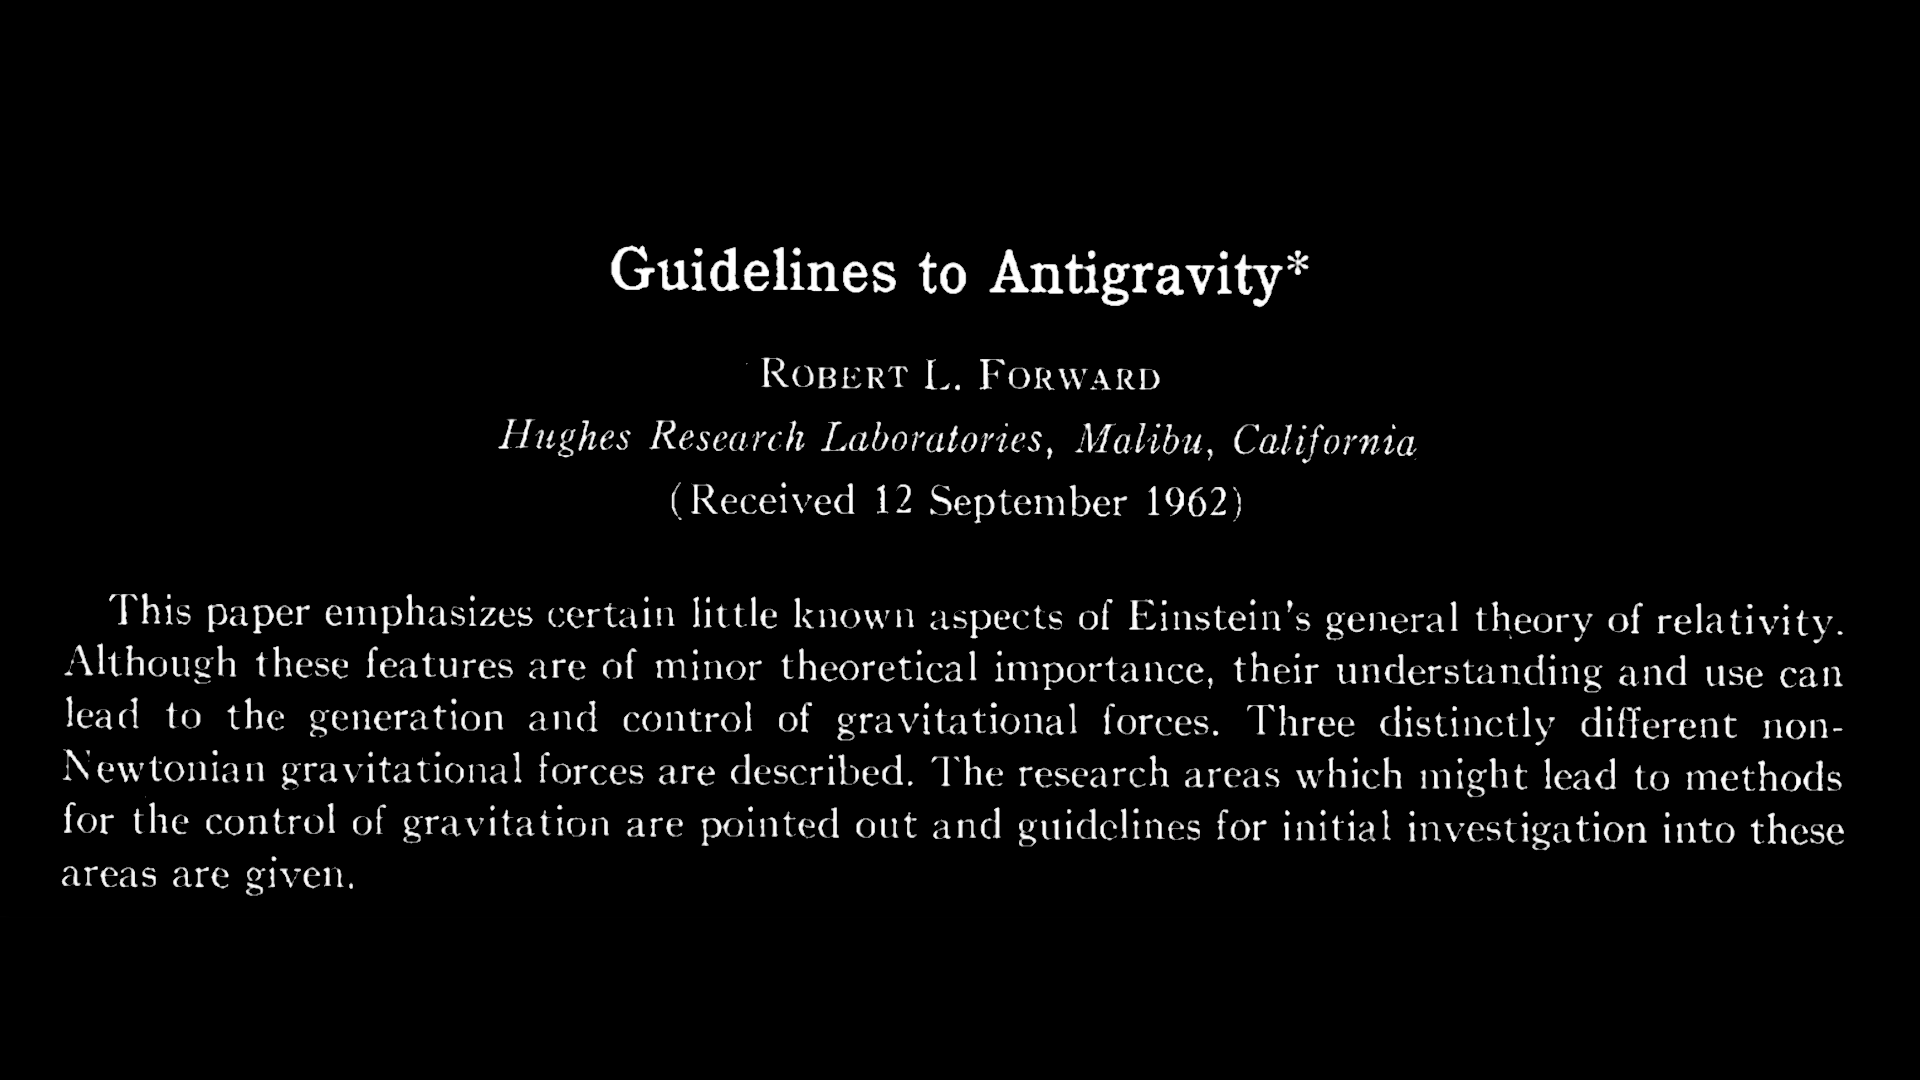 Guidelines to Antigravity*
ROBERT L. FORWARD
Hughes Research Laboratories, Malibu, California
(Received 12 September 1962)
This paper emphasizes certain little known aspects of Einstein's general theory of relativity.
Although these features are of minor theoretical importance, their understanding and use can
lead to the generation and control of gravitational forces. Three distinctly different non-
Newtonian gravitational forces are described. The research areas which might lead to methods
for the control of gravitation are pointed out and guidelines for initial investigation into these
areas are given.